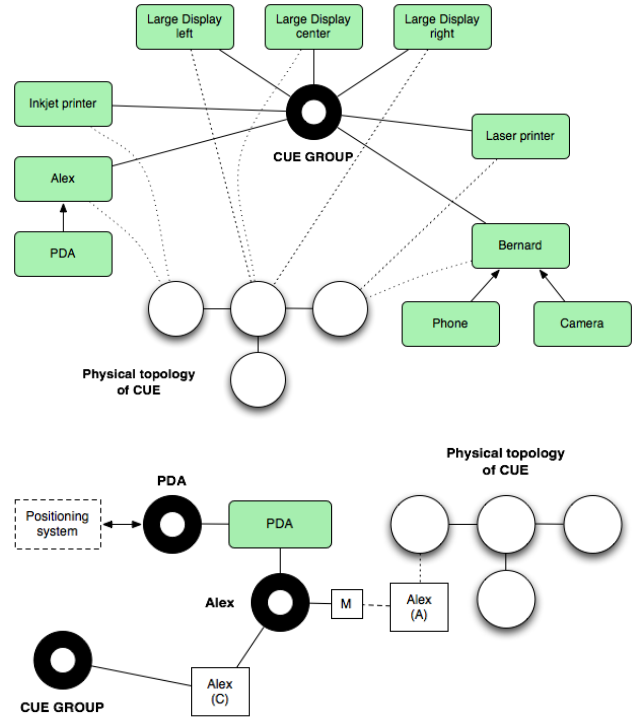 Large Display
left
Large Display
center
Large Display
right
Inkjet printer
CUE GROUP
Laser printer
Alex
PDA
Bernard
Phone
Camera
Physical topology
of CUE
Physical topology
of CUE
PDA
Positioning
system
PDA
Alex
M
Alex
(A)
Alex
(C)
CUE GROUP